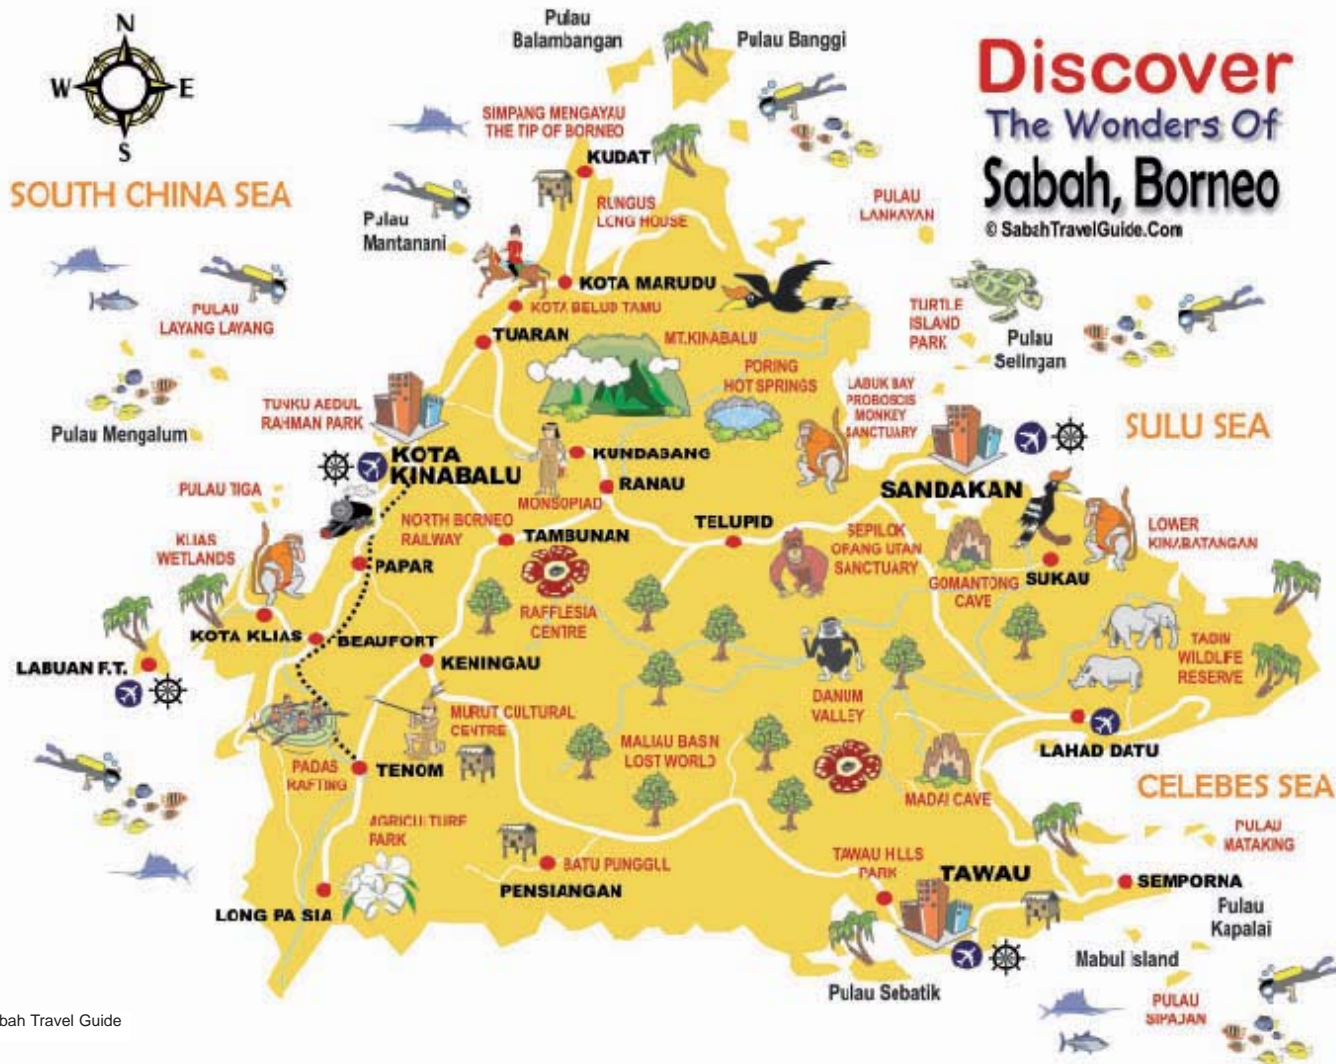 N
W
E
S
Pulau
Balambangan
Pulau Banggi
Discover
The Wonders Of
Sabah, Borneo
© SabahTravelGuide.Com
SIMPANG MENGAYAU
THE TIP OF BORNEO
KUDAT
SOUTH CHINA SEA
RUNGUS
LONG HOUSE
Pulau
Mantanani
PULAU
LANKAYAN
KOTA MARUDU
KOTA BELUD TAMU
PULAU
LAYANG LAYANG
TURTLE
ISLAND
PARK
Pulau
Selingan
TUARAN
MT.KINABALU
PORING
HOT SPRINGS
LABUK BAY
PROBOSCIS
MONKEY
SANCTUARY
TUNKU ABDUL
RAHMAN PARK
Pulau Mengalum
SULU SEA
KOTA
KINABALU
KUNDASANG
RANAU
MONSOPIAD
SANDAKAN
PULAU TIGA
NORTH BORNEO
RAILWAY
TAMBUNAN
TELUPID
SEPILOK
ORANG UTAN
SANCTUARY
LOWER
KINABATANGAN
KLIAS
WETLANDS
PAPAR
GOMANTONG
CAVE
SUKAU
RAFFLESIA
CENTRE
KOTA KLIAS
BEAUFORT
TABIN
WILDLIFE
RESERVE
LABUAN F.T.
KENINGAU
DANUM
VALLEY
MURUT CULTURAL
CENTRE
MALIAU BASIN
LOST WORLD
LAHAD DATU
PADAS
RAFTING
TENOM
MADAI CAVE
CELEBES SEA
AGRICULTURE
PARK
PULAU
MATAKING
BATU PUNGGUL
PENSIANGAN
TAWAU HILLS
PARK
TAWAU
SEMPORNA
LONG PA SIA
Pulau
Kapalai
Mabul Island
Pulau Sebatik
PULAU
SIPADAN
bah Travel Guide